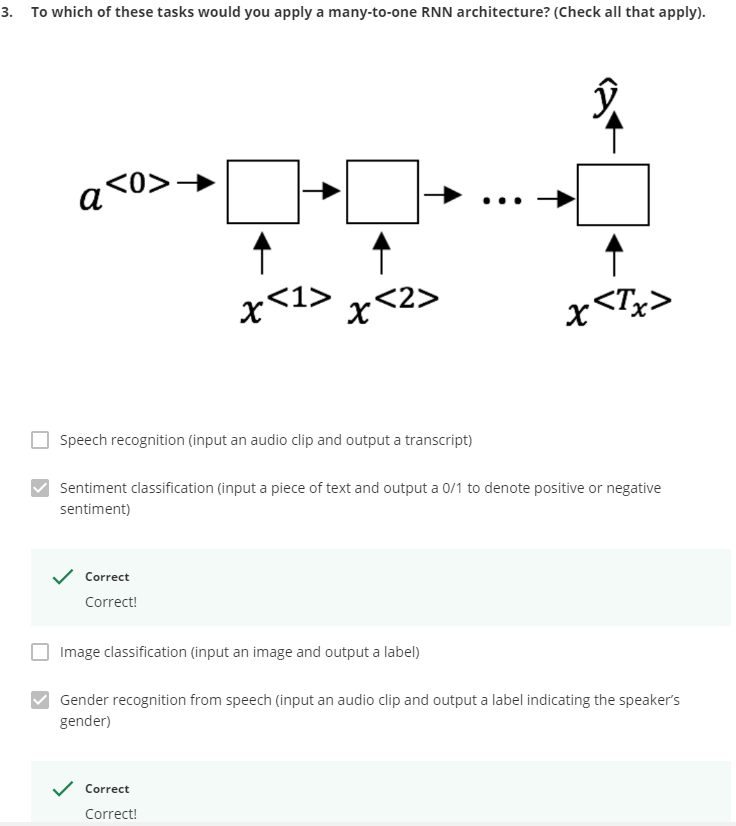 3. To which of these tasks would you apply a many-to-one RNN architecture? (Check all that apply).
ŷ
a<0>
...
x<1> x<2> x<Tx>
Speech recognition (input an audio clip and output a transcript)
Sentiment classification (input a piece of text and output a 0/1 to denote positive or negative
sentiment)
Correct
Correct!
Image classification (input an image and output a label)
Gender recognition from speech (input an audio clip and output a label indicating the speaker's
gender)
Correct
Correct!